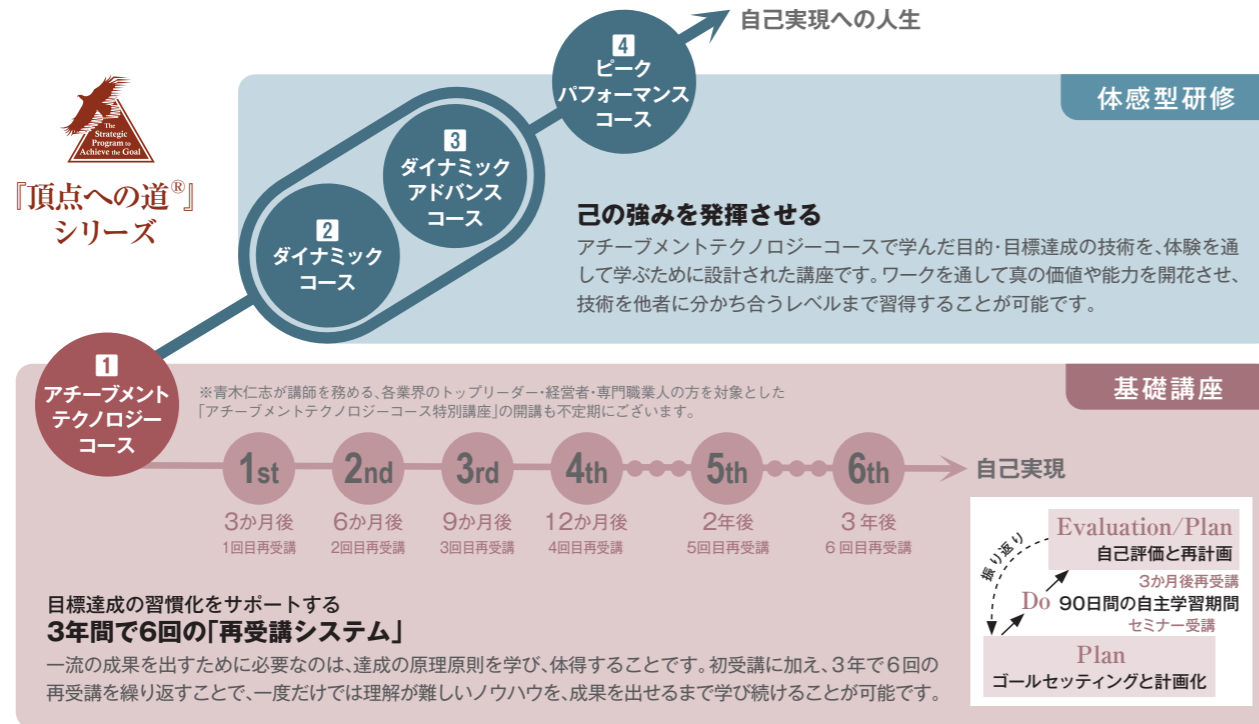 自己実現への人生
4
ピーク
パフォーマンス
コース
体感型研修
The
Strategic
Program to
Achieve the Goal
『頂点への道®』
シリーズ
3
ダイナミック
アドバンス
コース
2
ダイナミック
コース
己の強みを発揮させる
アチーブメントテクノロジーコースで学んだ目的･目標達成の技術を、体験を通
して学ぶために設計された講座です。ワークを通して真の価値や能力を開花させ、
技術を他者に分かち合うレベルまで習得することが可能です。
1
アチーブメント
テクノロジー
コース
基礎講座
※青木仁志が講師を務める、各業界のトップリーダー・経営者・専門職業人の方を対象とした
「アチーブメントテクノロジーコース特別講座」の開講も不定期にございます。
1st 2nd 3rd 4th 5th 6th 自己実現
3か月後 6か月後 9か月後 12か月後 2年後 3年後
1回目再受講 2回目再受講 3回目再受講 4回目再受講 5回目再受講 6回目再受講
目標達成の習慣化をサポートする
3年間で6回の「再受講システム」
一流の成果を出すために必要なのは、達成の原理原則を学び、体得することです。初受講に加え、3年で6回の
再受講を繰り返すことで、一度だけでは理解が難しいノウハウを、成果を出せるまで学び続けることが可能です。
振り返り
Evaluation/Plan
自己評価と再計画
3か月後再受講
Do 90日間の自主学習期間
セミナー受講
Plan
ゴールセッティングと計画化